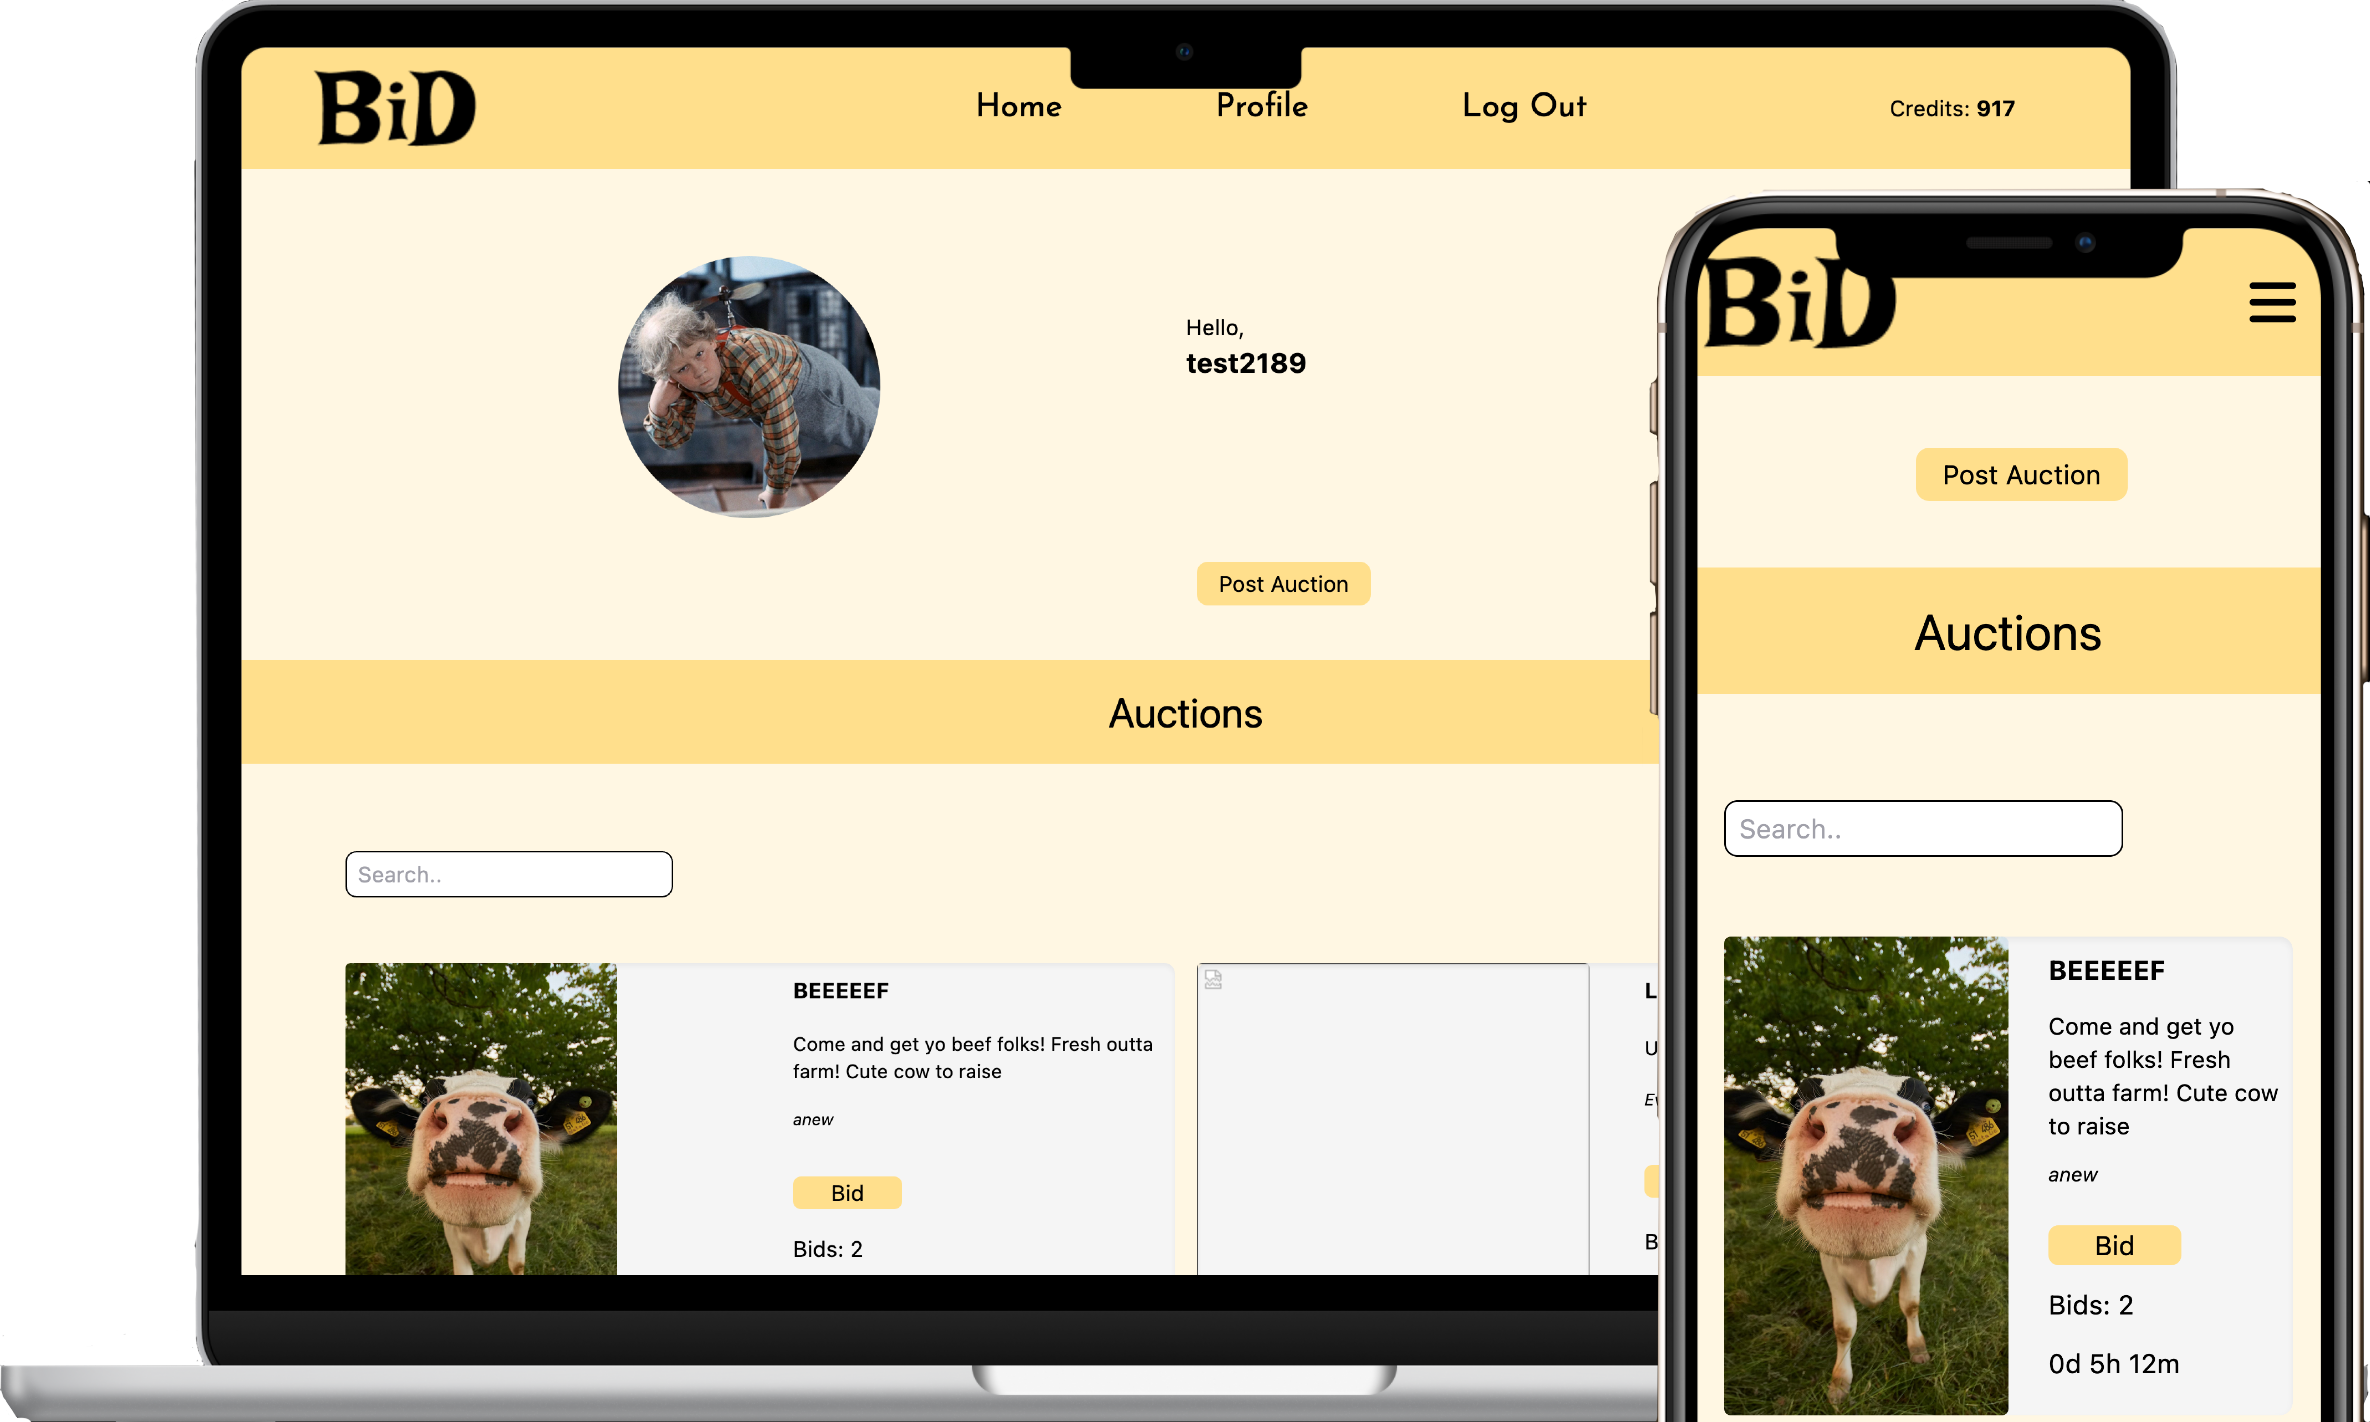 BiD
Home
Profile
Log Out
Credits: 917
Hello,
test2189
Post Auction
Auctions
Search..
BEEEEEF
Come and get yo beef folks! Fresh outta
farm! Cute cow to raise
anew
Bid
Bids: 2
L
U
B
BiD
Post Auction
Auctions
Search..
BEEEEEF
Come and get yo
beef folks! Fresh
outta farm! Cute cow
to raise
anew
Bid
Bids: 2
0d 5h 12m